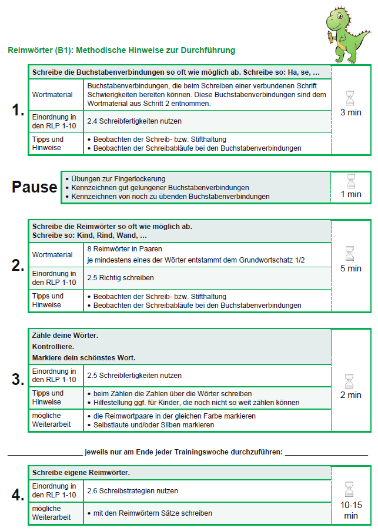 Reimwörter (B1): Methodische Hinweise zur Durchführung
1.
Schreibe die Buchstabenverbindungen so oft wie möglich ab. Schreibe so: Ha, se, …
Wortmaterial
Buchstabenverbindungen, die beim Schreiben einer verbundenen Schrift
Schwierigkeiten bereiten können. Diese Buchstabenverbindungen sind dem
Wortmaterial aus Schritt 2 entnommen.
Einordnung in
den RLP 1-10
2.4 Schreibfertigkeiten nutzen
Tipps und
Hinweise
• Beobachten der Schreib- bzw. Stifthaltung
• Beobachten der Schreibabläufe bei den Buchstabenverbindungen
3 min
Pause
• Übungen zur Fingerlockerung
• Kennzeichnen gut gelungener Buchstabenverbindungen
• Kennzeichnen von noch zu übenden Buchstabenverbindungen
1 min
2.
Schreibe die Reimwörter so oft wie möglich ab.
Schreibe so: Kind, Rind, Wand, …
Wortmaterial
8 Reimwörter in Paaren
je mindestens eines der Wörter entstammt dem Grundwortschatz 1/2
Einordnung in
den RLP 1-10
2.5 Richtig schreiben
Tipps und
Hinweise
• Beobachten der Schreib- bzw. Stifthaltung
• Beobachten der Schreibabläufe bei den Buchstabenverbindungen
5 min
3.
Zähle deine Wörter.
Kontrolliere.
Markiere dein schönstes Wort.
Einordnung in
den RLP 1-10
2.5 Schreibfertigkeiten nutzen
Tipps und
Hinweise
• beim Zählen die Zahlen über die Wörter schreiben
• Hilfestellung ggf. für Kinder, die noch nicht so weit zählen können
mögliche
Weiterarbeit
• die Reimwortpaare in der gleichen Farbe markieren
• Selbstlaute und/oder Silben markieren
2 min
jeweils nur am Ende jeder Trainingswoche durchzuführen:
4.
Schreibe eigene Reimwörter.
Einordnung in
den RLP 1-10
2.6 Schreibstrategien nutzen
mögliche
Weiterarbeit
• mit den Reimwörtern Sätze schreiben
10-15
min